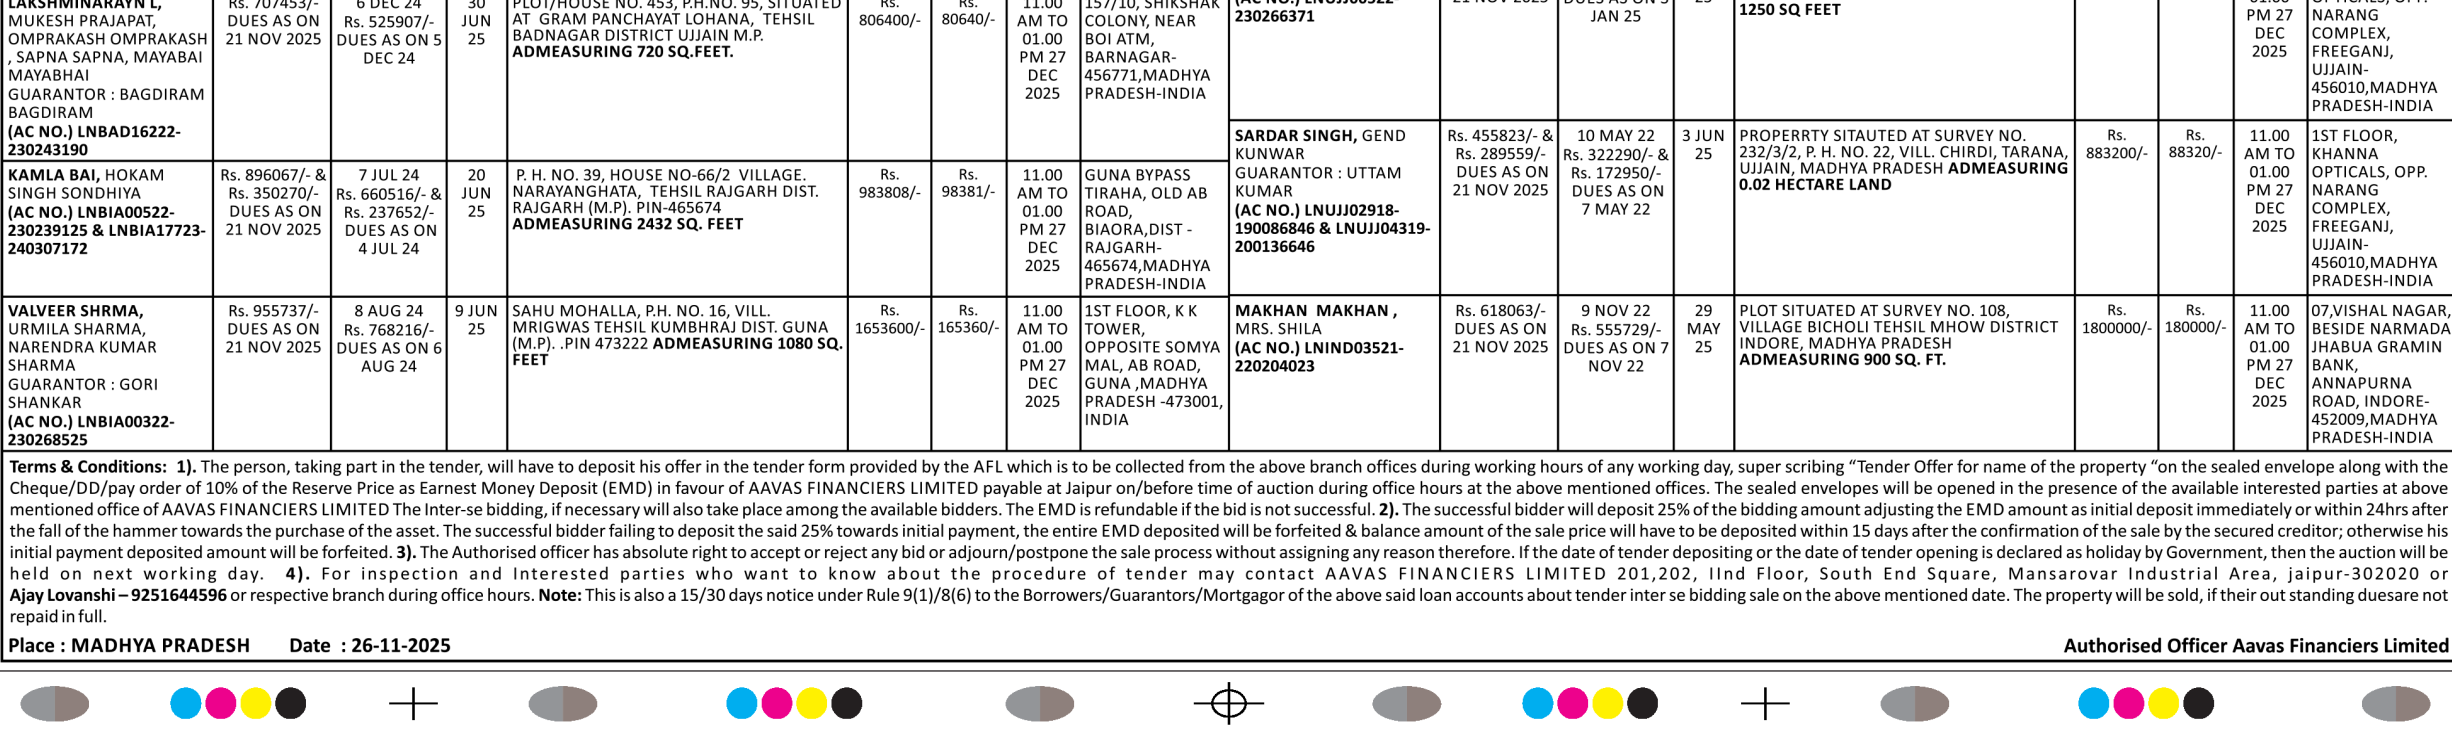 LAKSHMINARAYN L,
MUKESH PRAJAPAT,
OMPRAKASH OMPRAKASH
, SAPNA SAPNA, MAYABAI
MAYABHAI
GUARANTOR : BAGDIRAM
BAGDIRAM
(AC NO.) LNBAD16222-
230243190
Rs. 707453/-
DUES AS ON
21 NOV 2025
6 DEC 24
Rs. 525907/-
DUES AS ON 5
DEC 24
30
JUN
25
PLOT/HOUSE NO. 453, P.H.NO. 95, SITUATED
AT GRAM PANCHAYAT LOHANA, TEHSIL
BADNAGAR DISTRICT UJJAIN M.P.
ADMEASURING 720 SQ.FEET.
Rs.
806400/-
Rs.
80640/-
11.00
AM TO
01.00
PM 27
DEC
2025
157/10, SHIKSHAK
COLONY, NEAR
BOI ATM,
BARNAGAR-
456771,MADHYA
PRADESH-INDIA
KAMLA BAI, HOKAM
SINGH SONDHIYA
(AC NO.) LNBIA00522-
230239125 & LNBIA17723-
240307172
Rs. 896067/- &
Rs. 350270/-
DUES AS ON
21 NOV 2025
7 JUL 24
Rs. 660516/- &
Rs. 237652/-
DUES AS ON
4 JUL 24
20
JUN
25
P. H. NO. 39, HOUSE NO-66/2 VILLAGE.
NARAYANGHATA, TEHSIL RAJGARH DIST.
RAJGARH (M.P). PIN-465674
ADMEASURING 2432 SQ. FEET
Rs.
983808/-
Rs.
98381/-
11.00
AM TO
01.00
PM 27
DEC
2025
GUNA BYPASS
TIRAHA, OLD AB
ROAD,
BIAORA,DIST -
RAJGARH-
465674,MADHYA
PRADESH-INDIA
VALVEER SHRMA,
URMILA SHARMA,
NARENDRA KUMAR
SHARMA
GUARANTOR : GORI
SHANKAR
(AC NO.) LNBIA00322-
230268525
Rs. 955737/-
DUES AS ON
21 NOV 2025
8 AUG 24
Rs. 768216/-
DUES AS ON 6
AUG 24
9 JUN
25
SAHU MOHALLA, P.H. NO. 16, VILL.
MRIGWAS TEHSIL KUMBHRAJ DIST. GUNA
(M.P). .PIN 473222 ADMEASURING 1080 SQ.
FEET
Rs.
1653600/-
Rs.
165360/-
11.00
AM TO
01.00
PM 27
DEC
2025
1ST FLOOR, K K
TOWER,
OPPOSITE SOMYA
MAL, AB ROAD,
GUNA ,MADHYA
PRADESH -473001,
INDIA
230266371
JAN 25
1250 SQ FEET
PM 27
DEC
2025
NARANG
COMPLEX,
FREEGANJ,
UJJAIN-
456010,MADHYA
PRADESH-INDIA
SARDAR SINGH, GEND
KUNWAR
GUARANTOR : UTTAM
KUMAR
(AC NO.) LNUJJ02918-
190086846 & LNUJJ04319-
200136646
Rs. 455823/- &
Rs. 289559/-
DUES AS ON
21 NOV 2025
10 MAY 22
Rs. 322290/- &
Rs. 172950/-
DUES AS ON
7 MAY 22
3 JUN
25
PROPERRTY SITAUTED AT SURVEY NO.
232/3/2, P. H. NO. 22, VILL. CHIRDI, TARANA,
UJJAIN, MADHYA PRADESH ADMEASURING
0.02 HECTARE LAND
Rs.
883200/-
Rs.
88320/-
11.00
AM TO
01.00
PM 27
DEC
2025
1ST FLOOR,
KHANNA
OPTICALS, OPP.
NARANG
COMPLEX,
FREEGANJ,
UJJAIN-
456010,MADHYA
PRADESH-INDIA
MAKHAN MAKHAN ,
MRS. SHILA
(AC NO.) LNIND03521-
220204023
Rs. 618063/-
DUES AS ON
21 NOV 2025
9 NOV 22
Rs. 555729/-
DUES AS ON 7
NOV 22
29
MAY
25
PLOT SITUATED AT SURVEY NO. 108,
VILLAGE BICHOLI TEHSIL MHOW DISTRICT
INDORE, MADHYA PRADESH
ADMEASURING 900 SQ. FT.
Rs.
1800000/-
Rs.
180000/-
11.00
AM TO
01.00
PM 27
DEC
2025
07,VISHAL NAGAR,
BESIDE NARMADA
JHABUA GRAMIN
BANK,
ANNAPURNA
ROAD, INDORE-
452009,MADHYA
PRADESH-INDIA
Terms & Conditions: 1). The person, taking part in the tender, will have to deposit his offer in the tender form provided by the AFL which is to be collected from the above branch offices during working hours of any working day, super scribing “Tender Offer for name of the property “on the sealed envelope along with the
Cheque/DD/pay order of 10% of the Reserve Price as Earnest Money Deposit (EMD) in favour of AAVAS FINANCIERS LIMITED payable at Jaipur on/before time of auction during office hours at the above mentioned offices. The sealed envelopes will be opened in the presence of the available interested parties at above
mentioned office of AAVAS FINANCIERS LIMITED The Inter-se bidding, if necessary will also take place among the available bidders. The EMD is refundable if the bid is not successful. 2). The successful bidder will deposit 25% of the bidding amount adjusting the EMD amount as initial deposit immediately or within 24hrs after
the fall of the hammer towards the purchase of the asset. The successful bidder failing to deposit the said 25% towards initial payment, the entire EMD deposited will be forfeited & balance amount of the sale price will have to be deposited within 15 days after the confirmation of the sale by the secured creditor; otherwise his
initial payment deposited amount will be forfeited. 3). The Authorised officer has absolute right to accept or reject any bid or adjourn/postpone the sale process without assigning any reason therefore. If the date of tender depositing or the date of tender opening is declared as holiday by Government, then the auction will be
held on next working day. 4). For inspection and Interested parties who want to know about the procedure of tender may contact AAVAS FINANCIERS LIMITED 201,202, IInd Floor, South End Square, Mansarovar Industrial Area, jaipur-302020 or
Ajay Lovanshi – 9251644596 or respective branch during office hours. Note: This is also a 15/30 days notice under Rule 9(1)/8(6) to the Borrowers/Guarantors/Mortgagor of the above said loan accounts about tender inter se bidding sale on the above mentioned date. The property will be sold, if their out standing duesare not
repaid in full.
Place : MADHYA PRADESH Date : 26-11-2025
Authorised Officer Aavas Financiers Limited